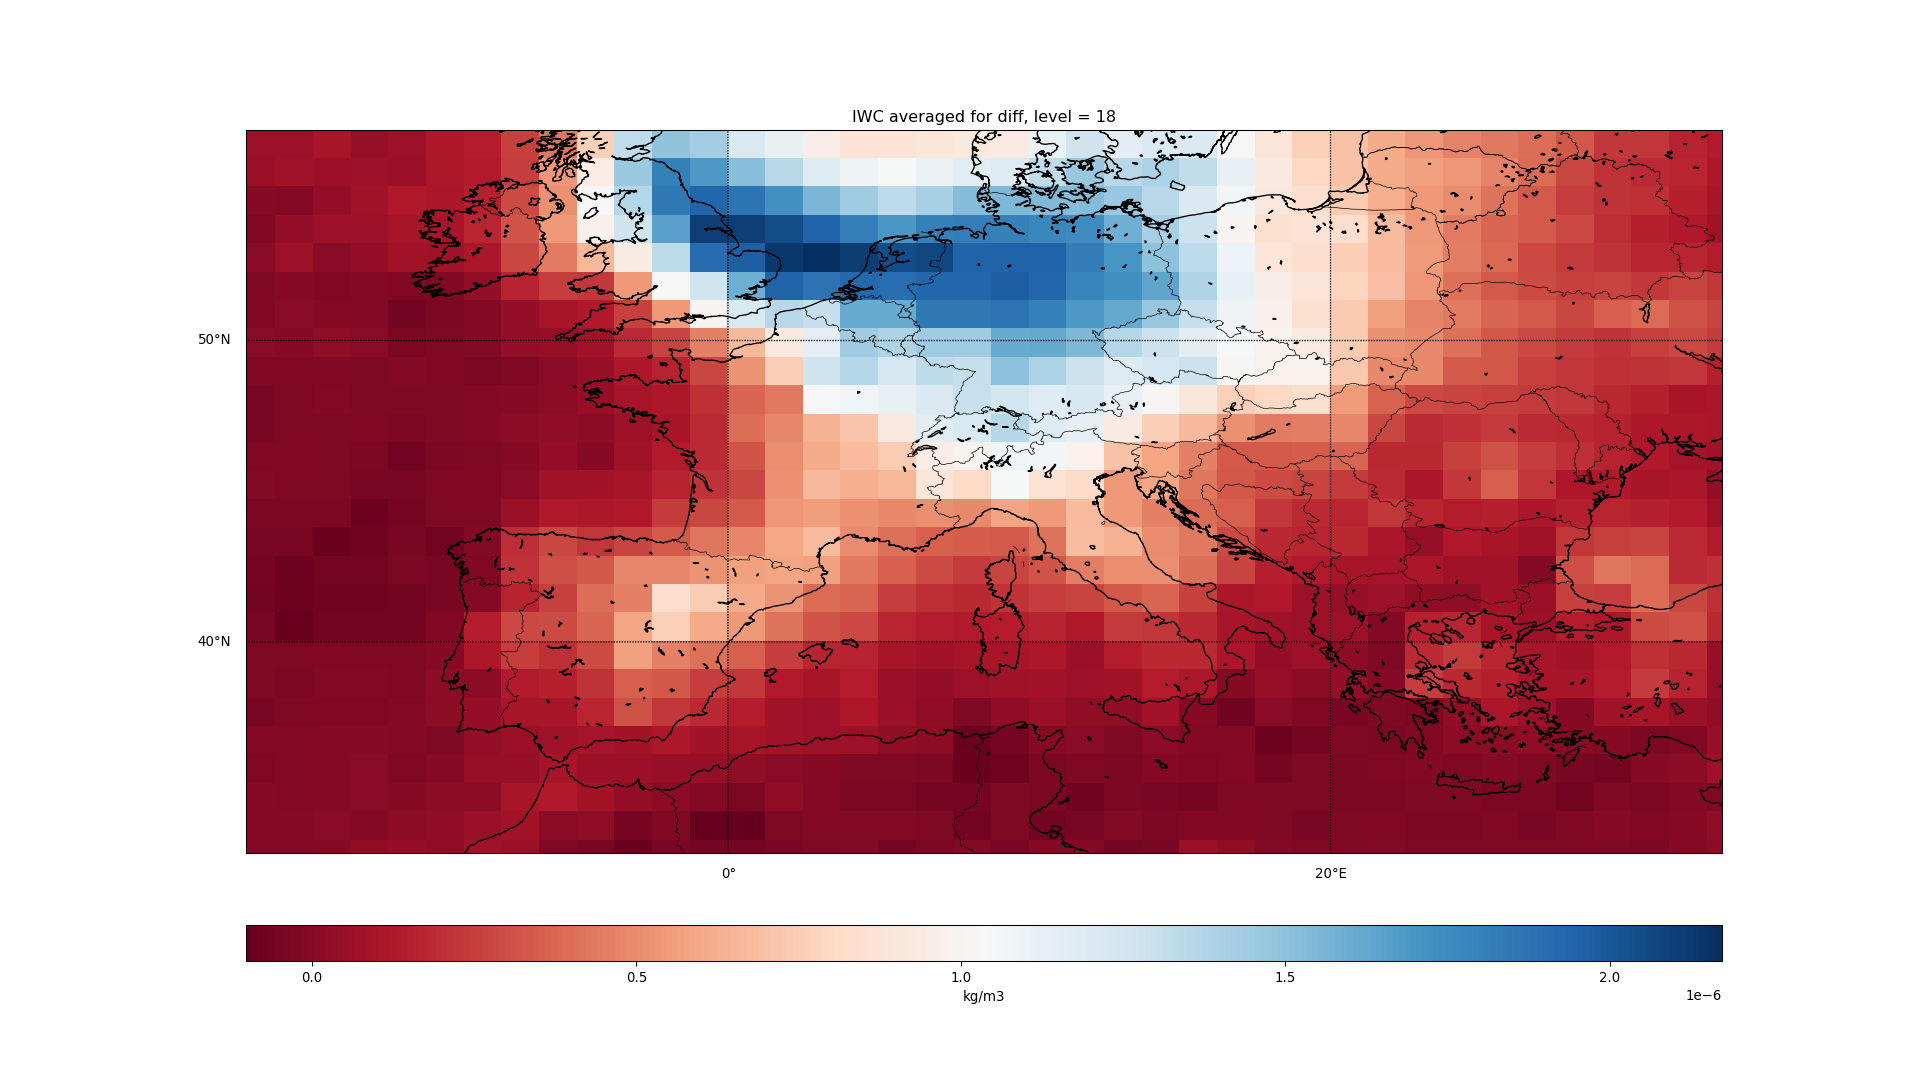 IWC averaged for diff, level = 18
50°N
40°N
0°
20°E
0.0
0.5
1.0
1.5
2.0
kg/m3
1e−6